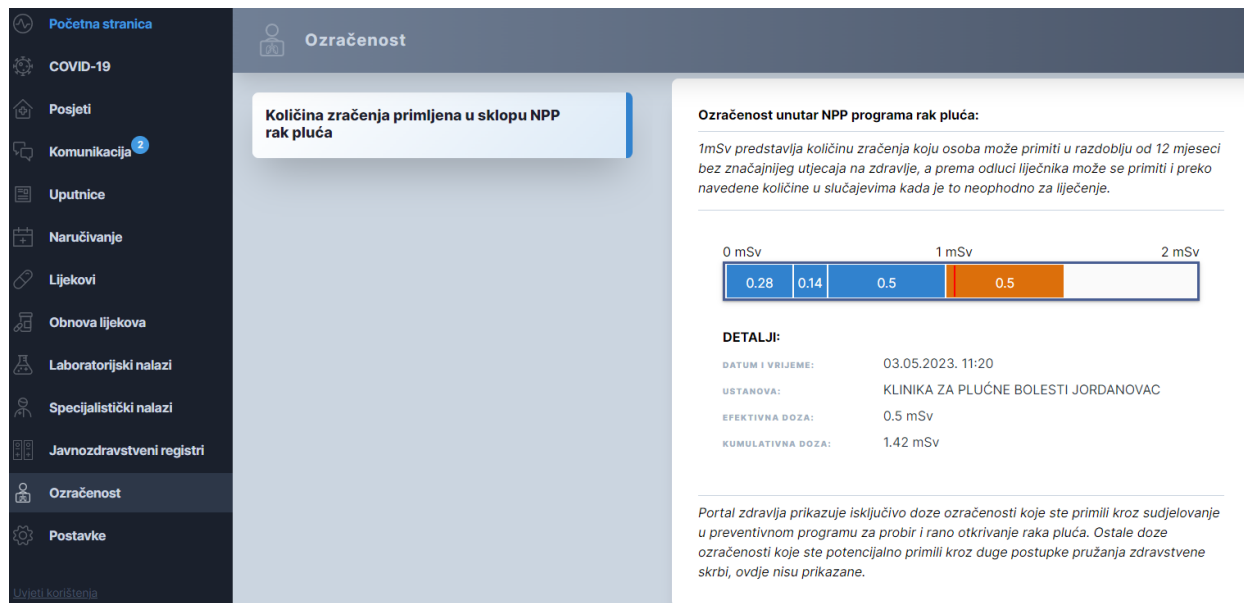 Početna stranica
COVID-19
Posjeti
Komunikacija 2
Uputnice
Naručivanje
Lijekovi
Obnova lijekova
Laboratorijski nalazi
Specijalistički nalazi
Javnozdravstveni registri
Ozračenost
Postavke
Uvjeti korištenja
Ozračenost
Količina zračenja primljena u sklopu NPP
rak pluća
Ozračenost unutar NPP programa rak pluća:
1mSv predstavlja količinu zračenja koju osoba može primiti u razdoblju od 12 mjeseci
bez značajnijeg utjecaja na zdravlje, a prema odluci liječnika može se primiti i preko
navedene količine u slučajevima kada je to neophodno za liječenje.
0 mSv 1 mSv 2 mSv
0.28 0.14 0.5 0.5
DETALJI:
DATUM I VRIJEME: 03.05.2023. 11:20
USTANOVA: KLINIKA ZA PLUĆNE BOLESTI JORDANOVAC
EFEKTIVNA DOZA: 0.5 mSv
KUMULATIVNA DOZA: 1.42 mSv
Portal zdravlja prikazuje isključivo doze ozračenosti koje ste primili kroz sudjelovanje
u preventivnom programu za probir i rano otkrivanje raka pluća. Ostale doze
ozračenosti koje ste potencijalno primili kroz duge postupke pružanja zdravstvene
skrbi, ovdje nisu prikazane.